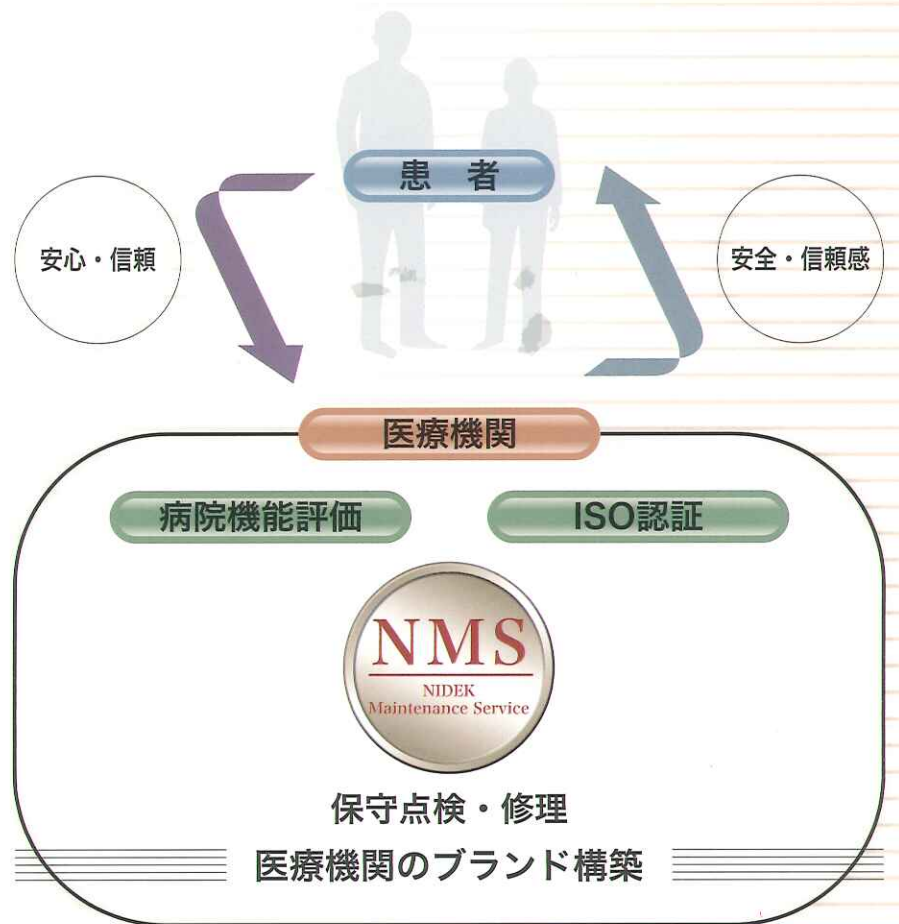 患 者
安心・信頼
安全・信頼感
医療機関
病院機能評価
ISO認証
NMS
NIDEK
Maintenance Service
保守点検・修理
医療機関のブランド構築